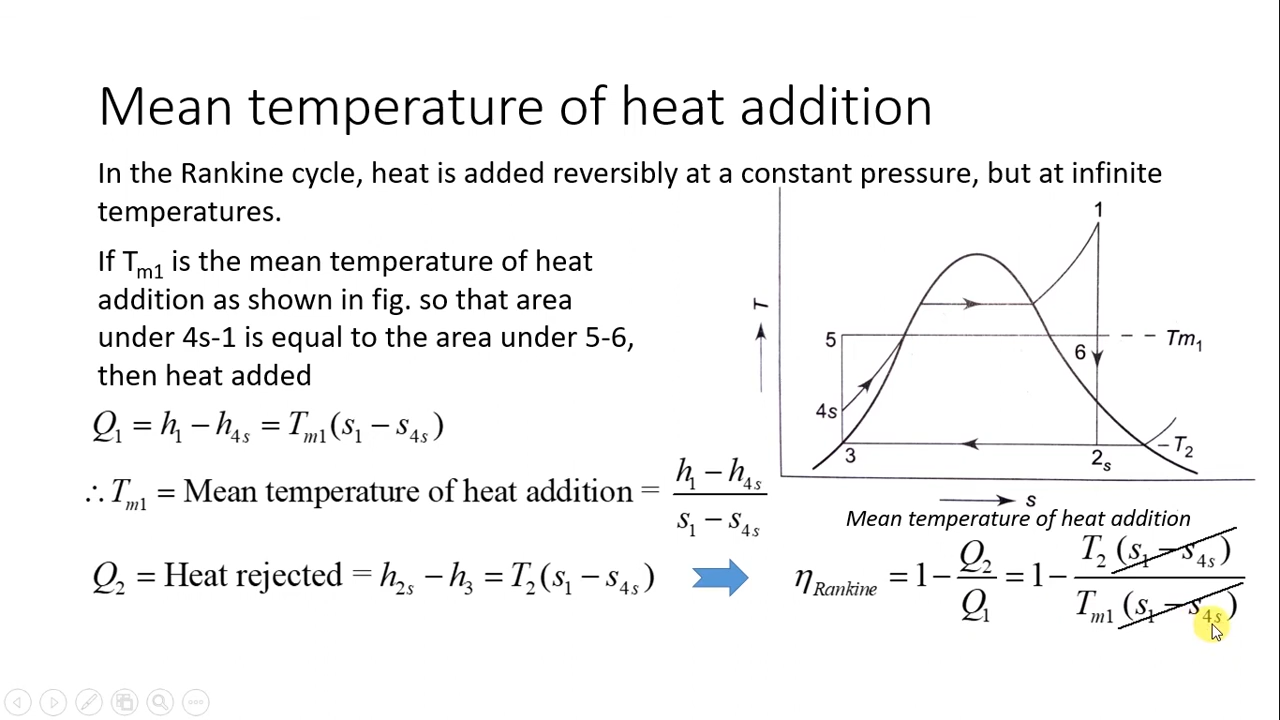 Mean temperature of heat addition
In the Rankine cycle, heat is added reversibly at a constant pressure, but at infinite
temperatures.
If Tm1 is the mean temperature of heat
addition as shown in fig. so that area
under 4s-1 is equal to the area under 5-6,
then heat added
Q1 = h1 − h4s = Tm1(s1 − s4s)
∴ Tm1 = Mean temperature of heat addition = (h1 − h4s) / (s1 − s4s)
Q2 = Heat rejected = h2s − h3 = T2(s1 − s4s)
1
T
5
Tm1
6
4s
3
2s
T2
s
Mean temperature of heat addition
ηRankine = 1 − Q2/Q1 = 1 − T2 (s1 − s4s) / Tm1 (s1 − s4s)